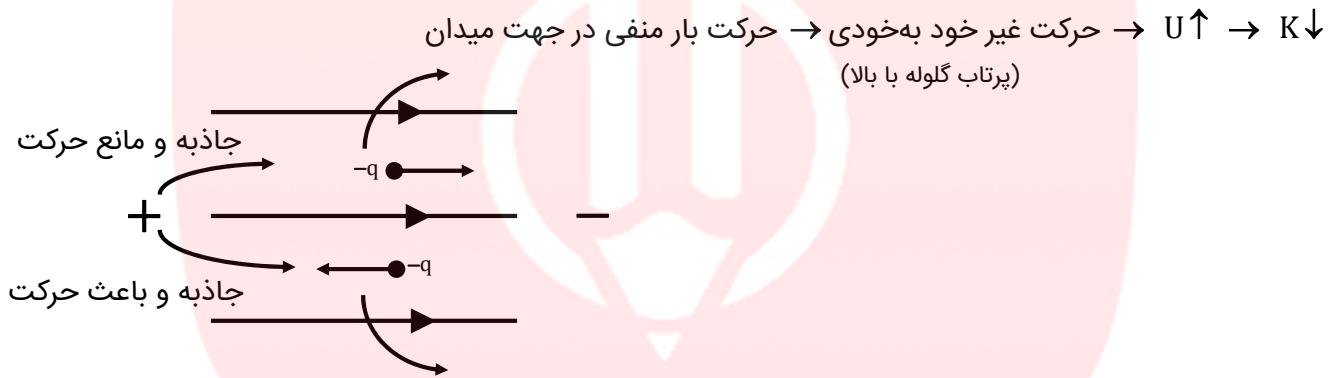 حرکت بار منفی در جهت میدان → حرکت غیر خود به‌خودی → U↑ → K↓
(پرتاب گلوله با بالا)
جاذبه و مانع حرکت
−q
+ −
−q
جاذبه و باعث حرکت